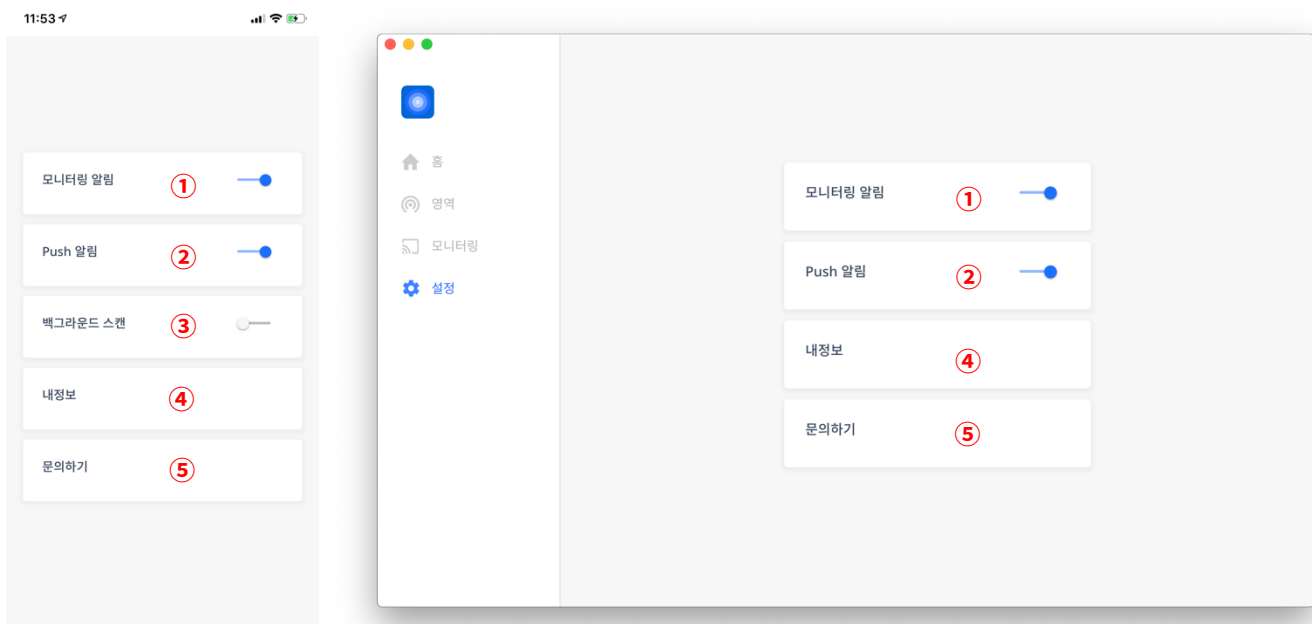 11:53
모니터링 알림 ①
Push 알림 ②
백그라운드 스캔 ③
내정보 ④
문의하기 ⑤
홈
영역
모니터링
설정
모니터링 알림 ①
Push 알림 ②
내정보 ④
문의하기 ⑤